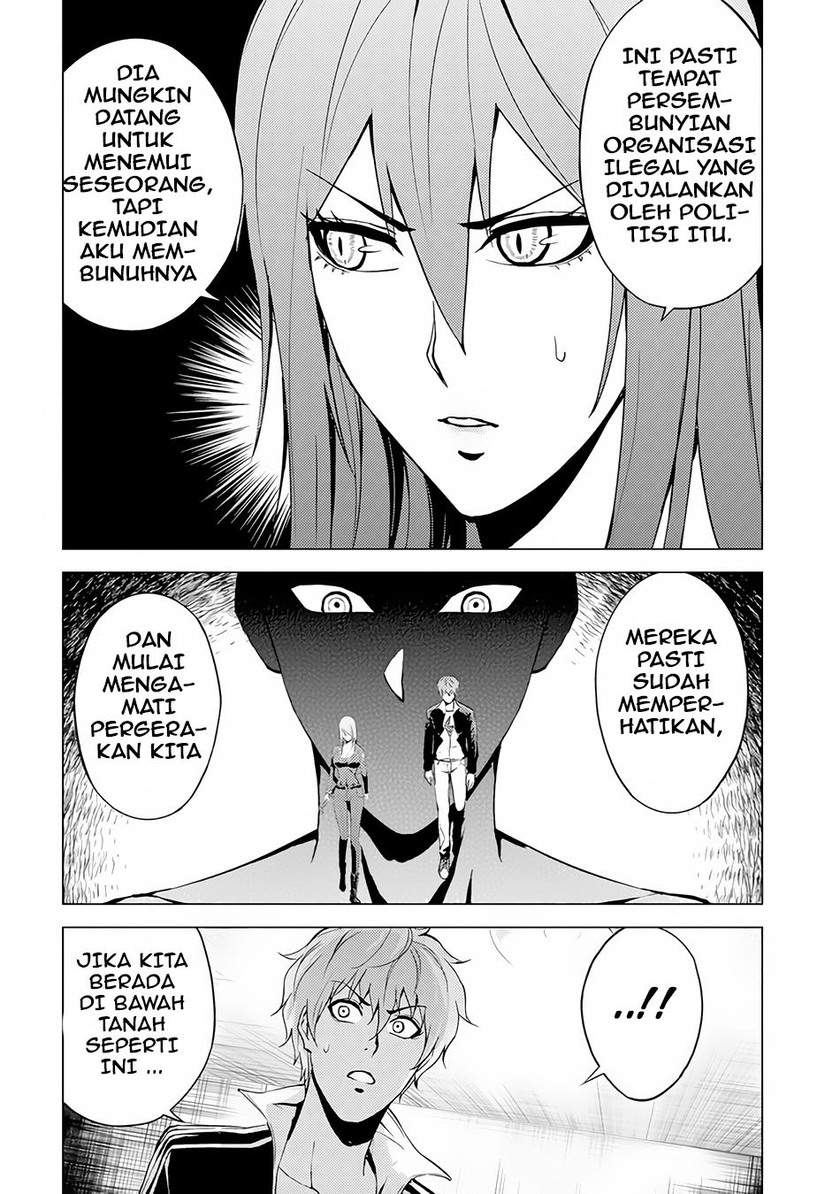 INI PASTI
TEMPAT
PERSEM-
BUNYIAN
ORGANISASI
ILEGAL YANG
DIJALANKAN
OLEH POLI-
TISI ITU.
DIA
MUNGKIN
DATANG
UNTUK
MENEMUI
SESEORANG,
TAPI
KEMUDIAN
AKU MEM-
BUNUHNYA
MEREKA
PASTI
SUDAH
MEMPER-
HATIKAN,
DAN
MULAI
MENGA-
MATI
PERGERA-
KAN KITA
..!!
JIKA KITA
BERADA
DI BAWAH
TANAH
SEPERTI
INI ...